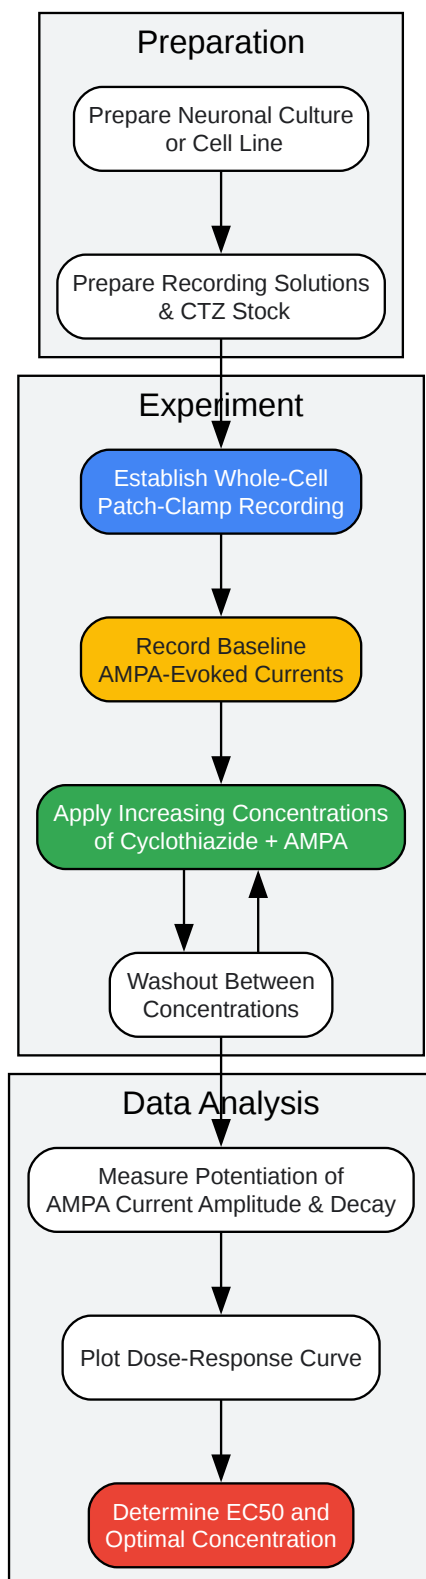 Preparation
Prepare Neuronal Culture
or Cell Line
Prepare Recording Solutions
& CTZ Stock
Experiment
Establish Whole-Cell
Patch-Clamp Recording
Record Baseline
AMPA-Evoked Currents
Apply Increasing Concentrations
of Cyclothiazide + AMPA
Washout Between
Concentrations
Data Analysis
Measure Potentiation of
AMPA Current Amplitude & Decay
Plot Dose-Response Curve
Determine EC50 and
Optimal Concentration